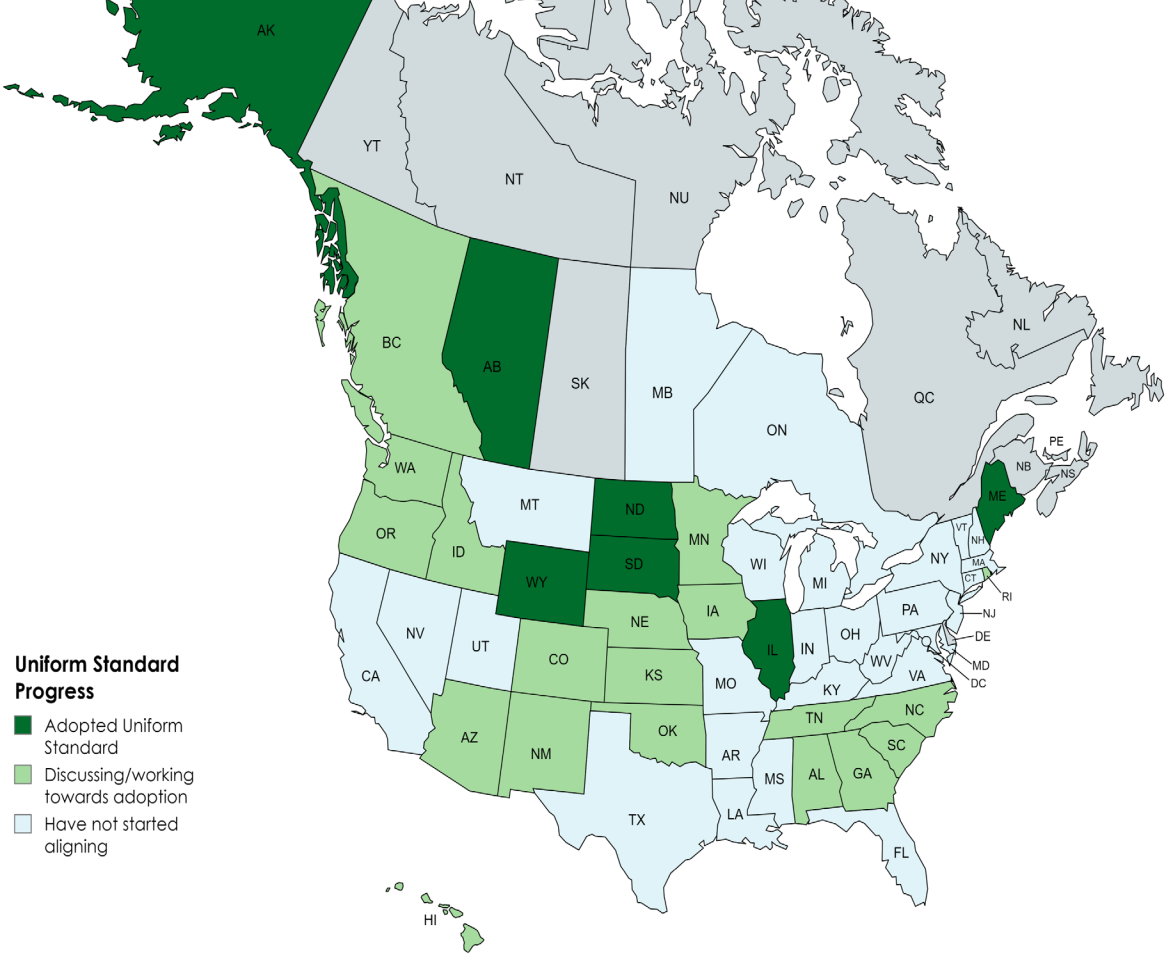 AK
YT
NT
NU
BC
AB
SK
MB
ON
QC
NL
PE
NB
NS
ME
WA
MT
ND
MN
OR
ID
WY
SD
WI
MI
NY
VT
NH
MA
CT
RI
NJ
PA
DE
MD
DC
NE
IA
IL
IN
OH
WV
VA
KY
NV
UT
CO
KS
MO
CA
AZ
NM
OK
AR
TN
NC
SC
MS
AL
GA
TX
LA
FL
HI
Uniform Standard
Progress
Adopted Uniform
Standard
Discussing/working
towards adoption
Have not started
aligning